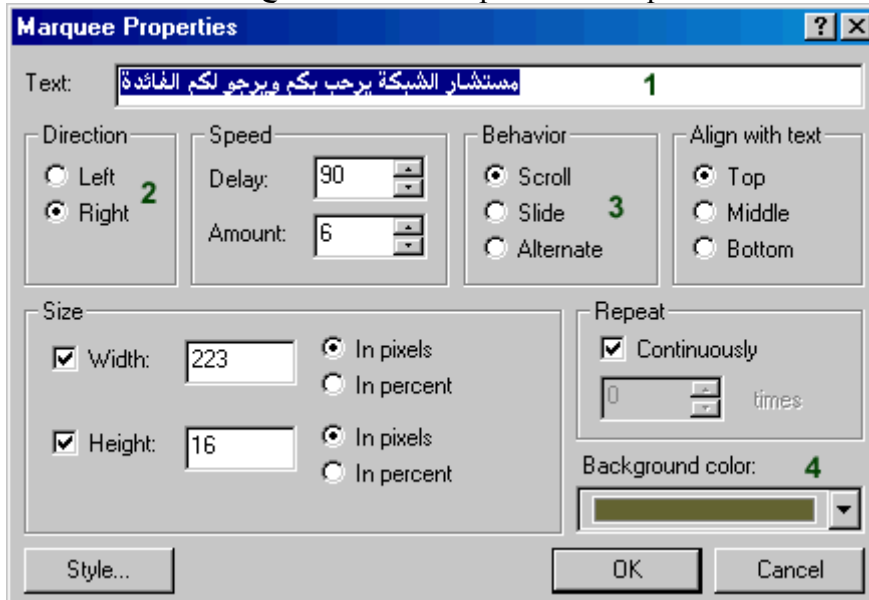 Marquee Properties
Text: مستشار الشبكة يرحب بكم ويرجو لكم الفائدة 1
Direction Speed Behavior Align with text
Left Delay: 90 Scroll Top
Right 2 Amount: 6 Slide 3 Middle
Alternate Bottom
Size Repeat
Width: 223 In pixels Continuously
In percent 0 times
Height: 16 In pixels
In percent Background color: 4
Style... OK Cancel